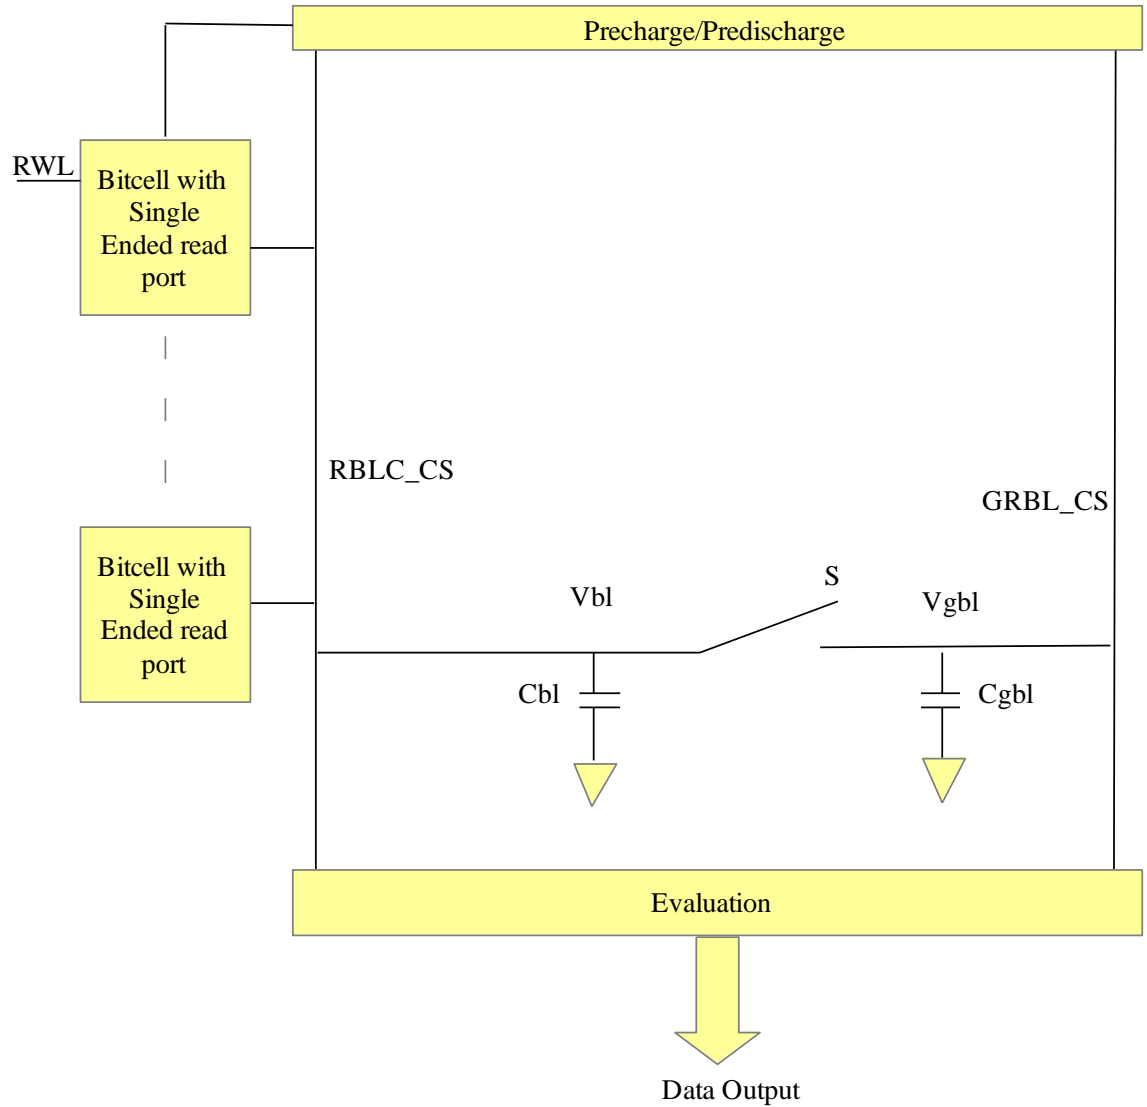 Precharge/Predischarge
RWL
Bitcell with
Single
Ended read
port
RBLC_CS
GRBL_CS
Bitcell with
Single
Ended read
port
Vbl
S
Vgbl
Cbl
Cgbl
Evaluation
Data Output